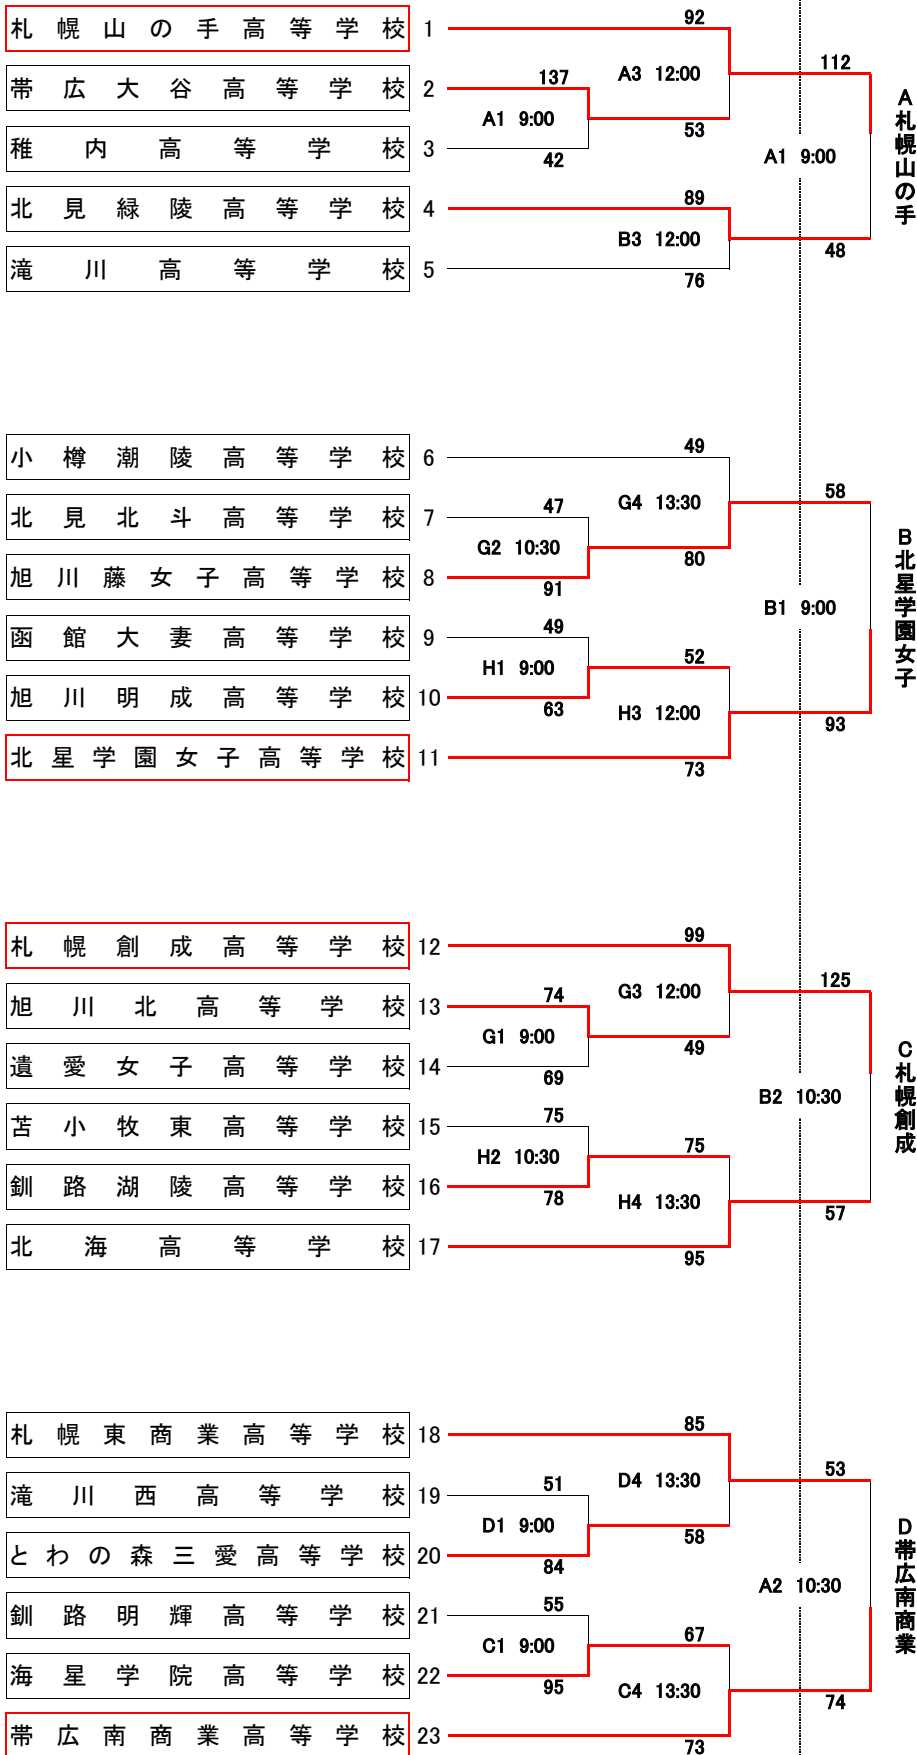 札幌山の手高等学校 1
92
帯広大谷高等学校 2
137
A1 9:00
A3 12:00
112
稚内高等学校 3
42
53
A1 9:00
A札幌山の手
北見緑陵高等学校 4
89
B3 12:00
48
滝川高等学校 5
76
小樽潮陵高等学校 6
49
北見北斗高等学校 7
47
G2 10:30
G4 13:30
58
旭川藤女子高等学校 8
91
80
B1 9:00
B北星学園女子
函館大妻高等学校 9
49
H1 9:00
52
旭川明成高等学校 10
63
H3 12:00
93
北星学園女子高等学校 11
73
札幌創成高等学校 12
99
旭川北高等学校 13
74
G1 9:00
G3 12:00
125
遺愛女子高等学校 14
69
49
B2 10:30
C札幌創成
苫小牧東高等学校 15
75
H2 10:30
75
釧路湖陵高等学校 16
78
H4 13:30
57
北海高等学校 17
95
札幌東商業高等学校 18
85
滝川西高等学校 19
51
D1 9:00
D4 13:30
53
とわの森三愛高等学校 20
84
58
A2 10:30
D帯広南商業
釧路明輝高等学校 21
55
C1 9:00
67
海星学院高等学校 22
95
C4 13:30
74
帯広南商業高等学校 23
73